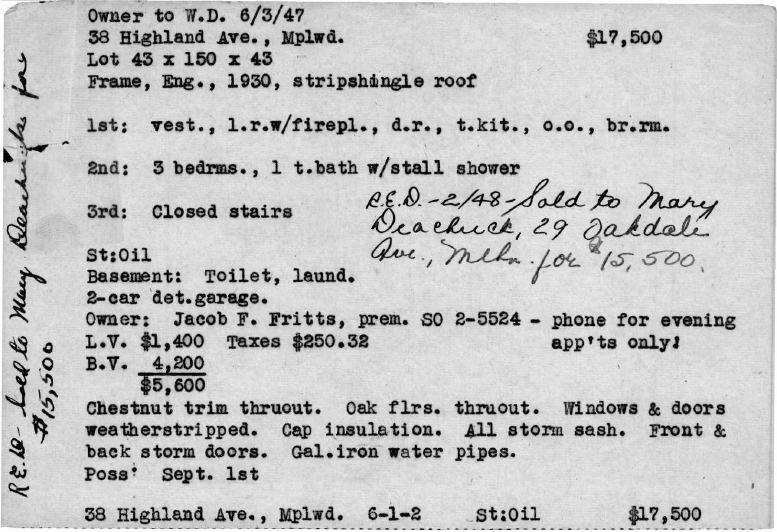 Owner to W.D. 6/3/47
38 Highland Ave., Mplwd. $17,500
Lot 43 x 150 x 43
Frame, Eng., 1930, stripshingle roof
1st: vest., l.r.w/firepl., d.r., t.kit., o.o., br.rm.
2nd: 3 bedrms., 1 t.bath w/stall shower
R.E.D.-2/48-Sold to Mary
3rd: Closed stairs
Deachuck, 29 Oakdale
Ave., Mlbn. for $15,500.
St:Oil
Basement: Toilet, laund.
2-car det.garage.
Owner: Jacob F. Fritts, prem. SO 2-5524 - phone for evening
L.V. $1,400 Taxes $250.32 app'ts only!
B.V. 4,200
$5,600
Chestnut trim thruout. Oak flrs. thruout. Windows & doors
weatherstripped. Cap insulation. All storm sash. Front &
back storm doors. Gal.iron water pipes.
Poss' Sept. 1st
38 Highland Ave., Mplwd. 6-1-2 St:Oil $17,500
R.E.D- sold to Mary for
$15,500